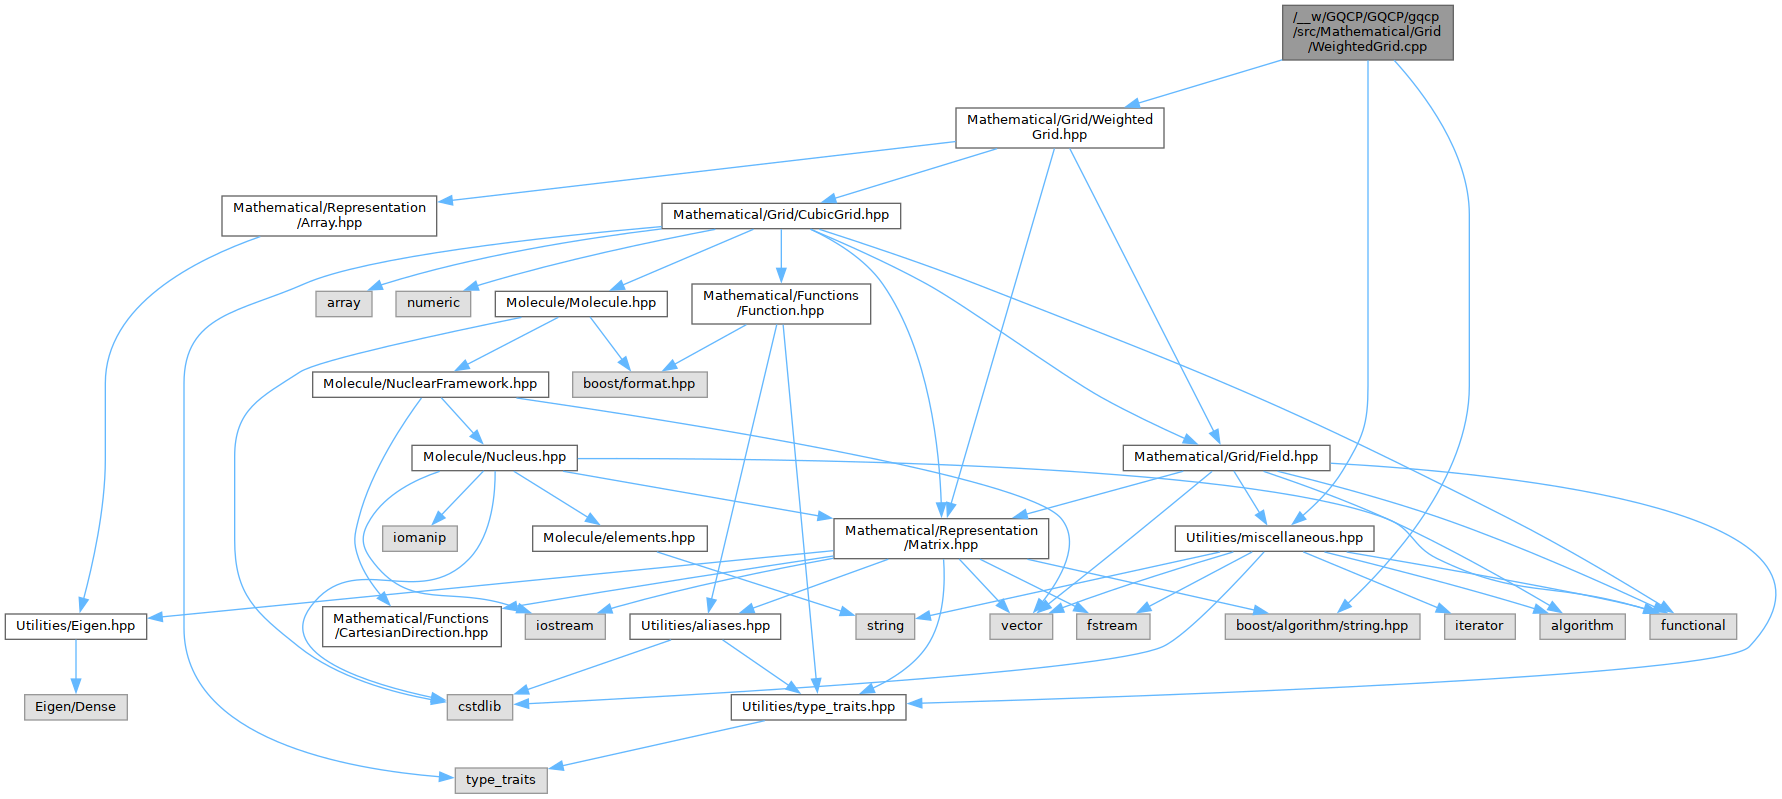 /__w/GQCP/GQCP/gqcp
/src/Mathematical/Grid
/WeightedGrid.cpp
Mathematical/Grid/Weighted
Grid.hpp
Mathematical/Representation
/Array.hpp
Mathematical/Grid/CubicGrid.hpp
array
numeric
Molecule/Molecule.hpp
Mathematical/Functions
/Function.hpp
Molecule/NuclearFramework.hpp
boost/format.hpp
Molecule/Nucleus.hpp
Mathematical/Grid/Field.hpp
iomanip
Molecule/elements.hpp
Mathematical/Representation
/Matrix.hpp
Utilities/miscellaneous.hpp
Utilities/Eigen.hpp
Mathematical/Functions
/CartesianDirection.hpp
iostream
Utilities/aliases.hpp
string
vector
fstream
boost/algorithm/string.hpp
iterator
algorithm
functional
Eigen/Dense
cstdlib
Utilities/type_traits.hpp
type_traits